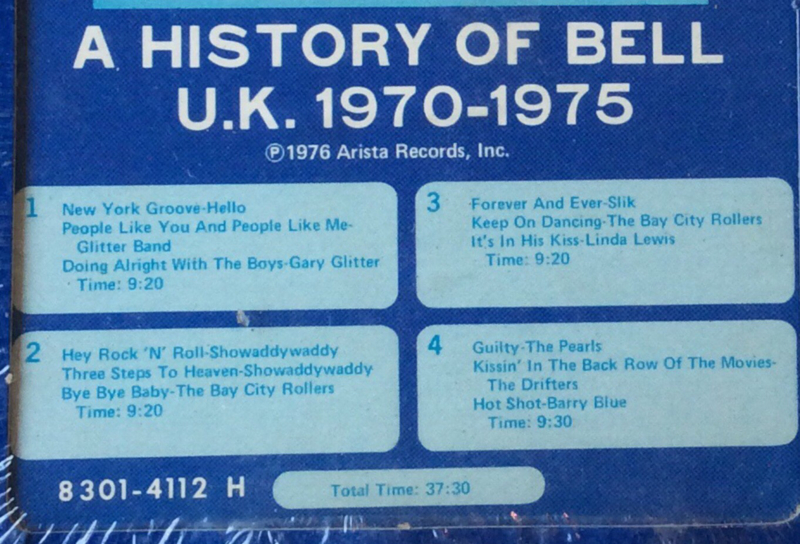 A HISTORY OF BELL
U.K. 1970-1975
Ⓟ1976 Arista Records, Inc.
1
New York Groove-Hello
People Like You And People Like Me-
Glitter Band
Doing Alright With The Boys-Gary Glitter
Time: 9:20
2
Hey Rock 'N' Roll-Showaddywaddy
Three Steps To Heaven-Showaddywaddy
Bye Bye Baby-The Bay City Rollers
Time: 9:20
3
Forever And Ever-Slik
Keep On Dancing-The Bay City Rollers
It's In His Kiss-Linda Lewis
Time: 9:20
4
Guilty-The Pearls
Kissin' In The Back Row Of The Movies-
The Drifters
Hot Shot-Barry Blue
Time: 9:30
8301-4112 H
Total Time: 37:30